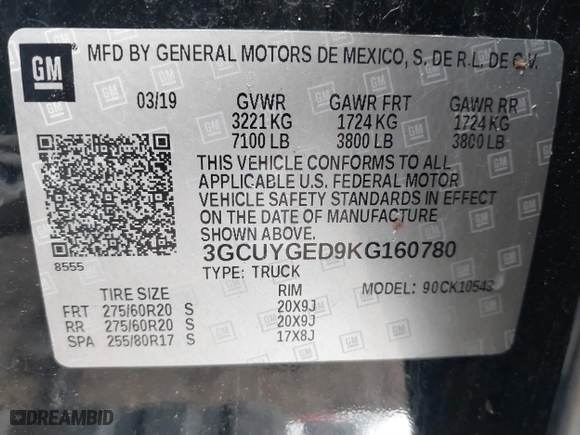 GM
MFD BY GENERAL MOTORS DE MEXICO, S. DE R.L. DE C.V.
03/19 GVWR GAWR FRT GAWR RR
3221 KG 1724 KG 1724 KG
7100 LB 3800 LB 3800 LB
THIS VEHICLE CONFORMS TO ALL
APPLICABLE U.S. FEDERAL MOTOR
VEHICLE SAFETY STANDARDS IN EFFECT
ON THE DATE OF MANUFACTURE
SHOWN ABOVE.
8555 3GCUYGED9KG160780
TYPE: TRUCK MODEL: 90CK10543
TIRE SIZE RIM
FRT 275/60R20 S 20X9J
RR 275/60R20 S 20X9J
SPA 255/80R17 S 17X8J
DREAMBID